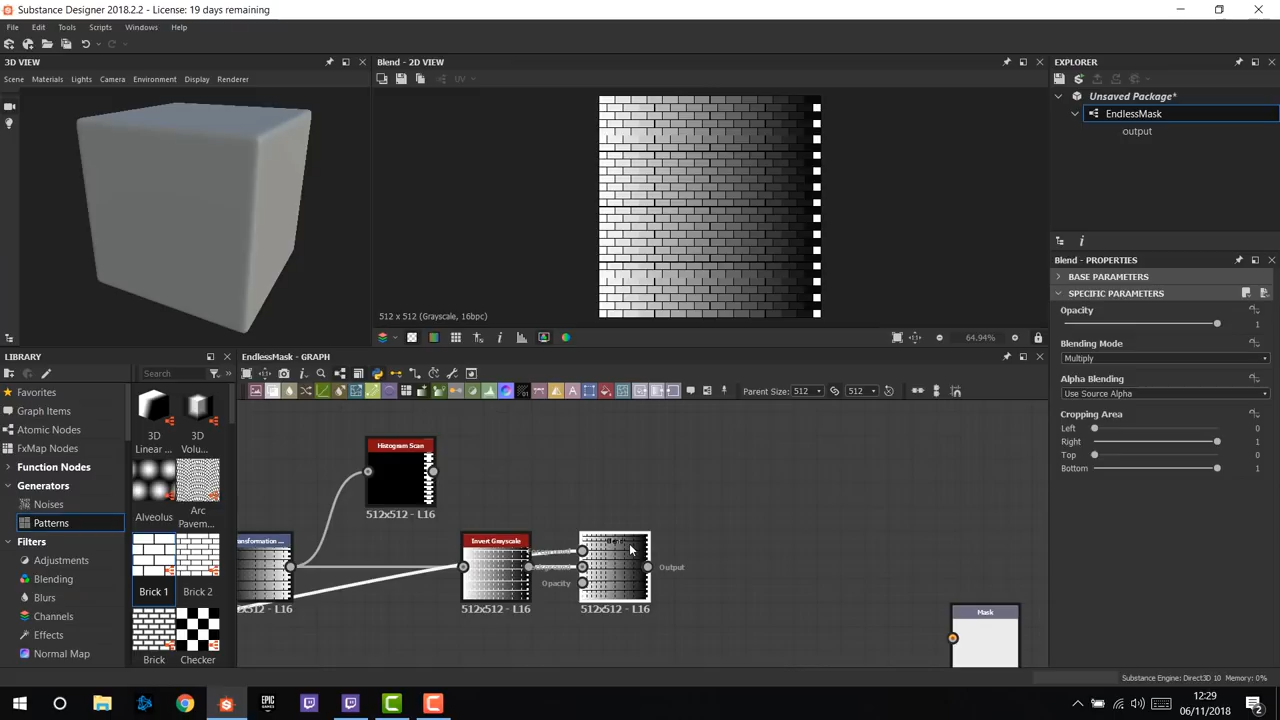 Substance Designer 2018.2.2 - License: 19 days remaining
File Edit Tools Scripts Windows Help
3D VIEW
Scene Materials Lights Camera Environment Display Renderer
Blend - 2D VIEW
UV
512 x 512 (Grayscale, 16bpc)
64.94%
EXPLORER
Unsaved Package*
EndlessMask
output
Blend - PROPERTIES
BASE PARAMETERS
SPECIFIC PARAMETERS
Opacity
1
Blending Mode
Multiply
Alpha Blending
Use Source Alpha
Cropping Area
Left 0
Right 1
Top 0
Bottom 1
LIBRARY
Search
Favorites
Graph Items
Atomic Nodes
FxMap Nodes
Function Nodes
Generators
Noises
Patterns
Filters
Adjustments
Blending
Blurs
Channels
Effects
Normal Map
3D Linear ...
3D Volu...
Alveolus
Arc Pavem...
Brick 1
Brick 2
Brick
Checker
EndlessMask - GRAPH
Parent Size: 512 512
Histogram Scan
512x512 - L16
Invert Grayscale
512x512 - L16
Opacity
Output
512x512 - L16
Mask
Substance Engine: Direct3D 10 Memory: 0%
EPIC GAMES
12:29
06/11/2018
2